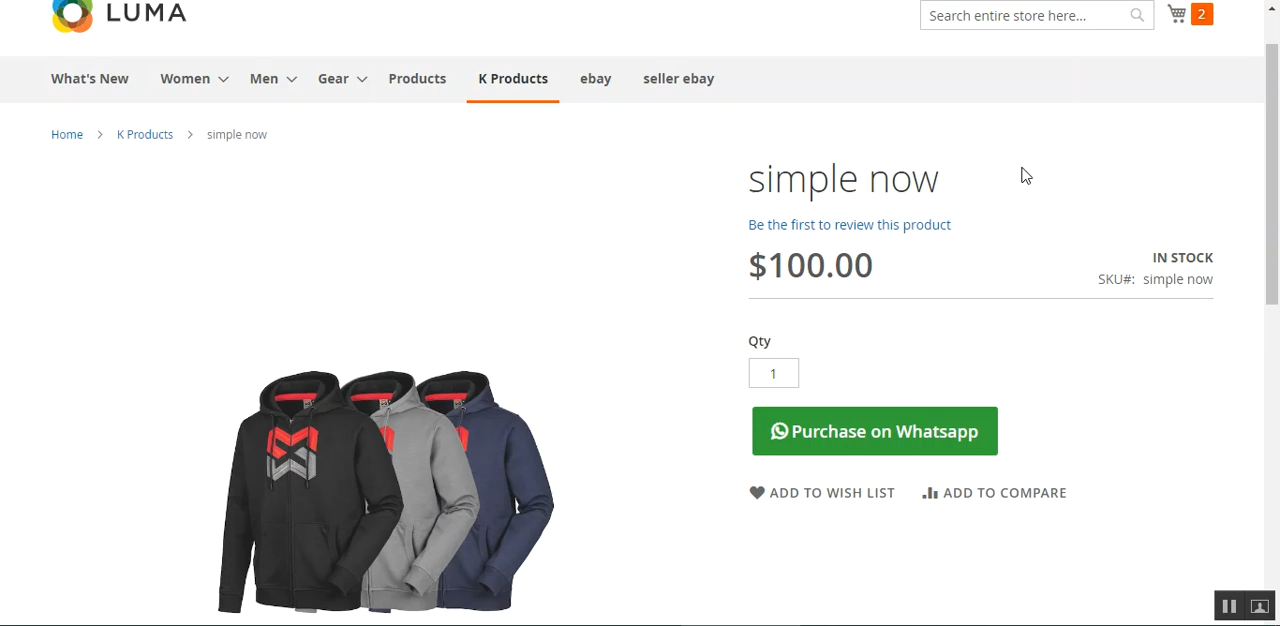 LUMA
Search entire store here...
2
What's New Women Men Gear Products K Products ebay seller ebay
Home K Products simple now
simple now
Be the first to review this product
$100.00
IN STOCK
SKU#: simple now
Qty
1
Purchase on Whatsapp
ADD TO WISH LIST ADD TO COMPARE